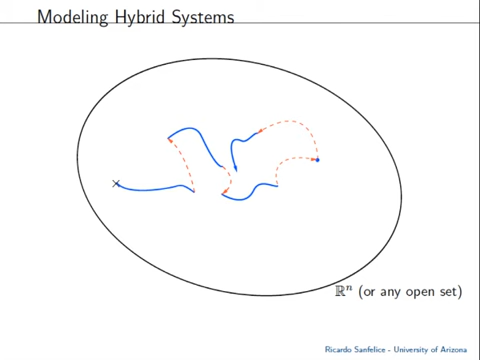 Modeling Hybrid Systems
ℝⁿ (or any open set)
Ricardo Sanfelice - University of Arizona